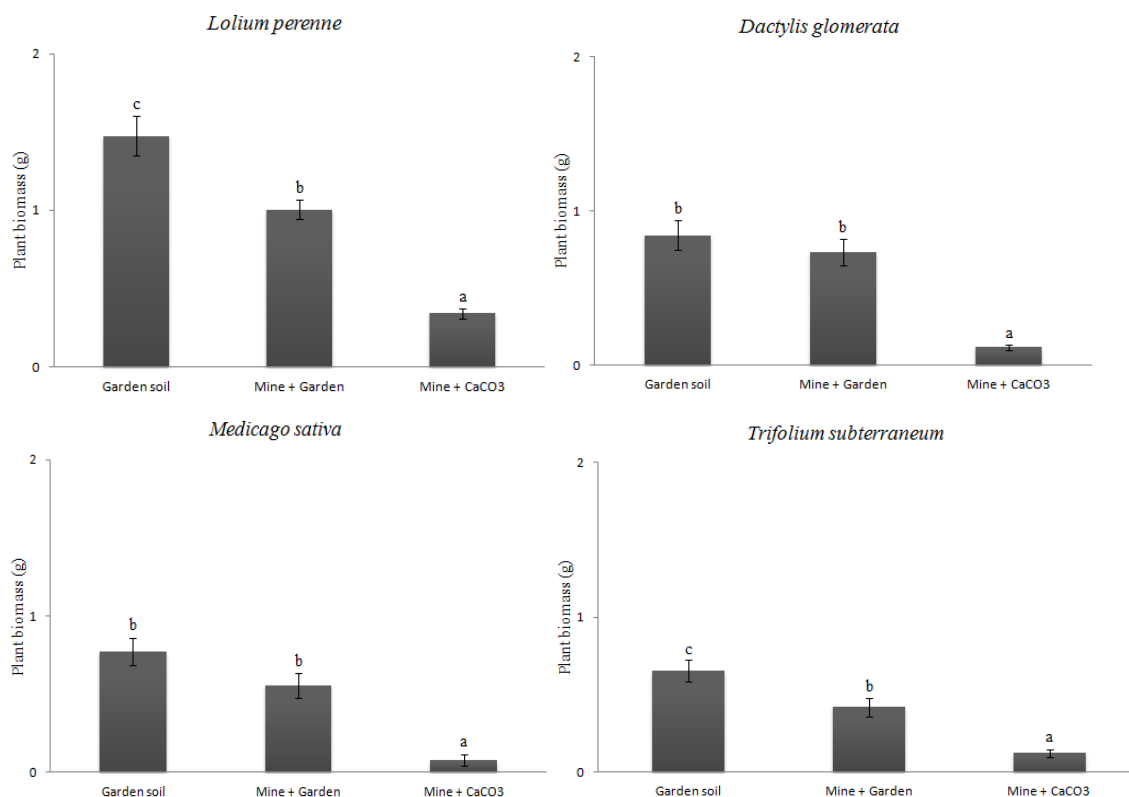 Lolium perenne
2
c
Plant biomass (g)
b
1
a
0
Garden soil
Mine + Garden
Mine + CaCO3
Dactylis glomerata
2
Plant biomass (g)
1
b
b
a
0
Garden soil
Mine + Garden
Mine + CaCO3
Medicago sativa
2
Plant biomass (g)
1
b
b
a
0
Garden soil
Mine + Garden
Mine + CaCO3
Trifolium subterraneum
2
Plant biomass (g)
1
c
b
a
0
Garden soil
Mine + Garden
Mine + CaCO3